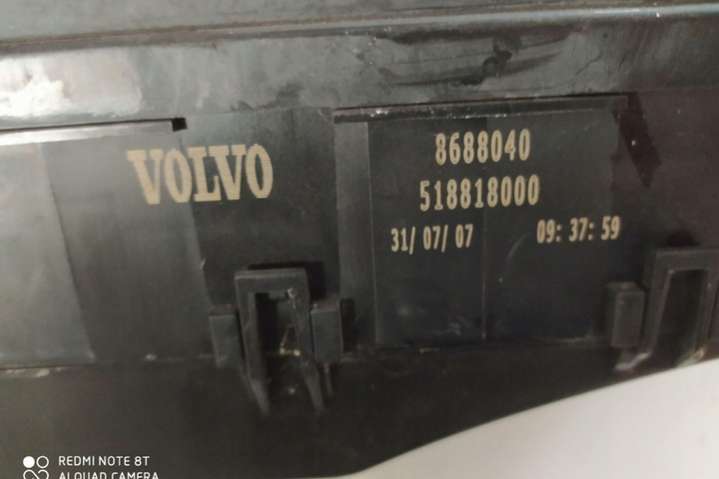 VOLVO
8688040
518818000
31/ 07/ 07 09: 37: 59
REDMI NOTE 8T
AI QUAD CAMERA